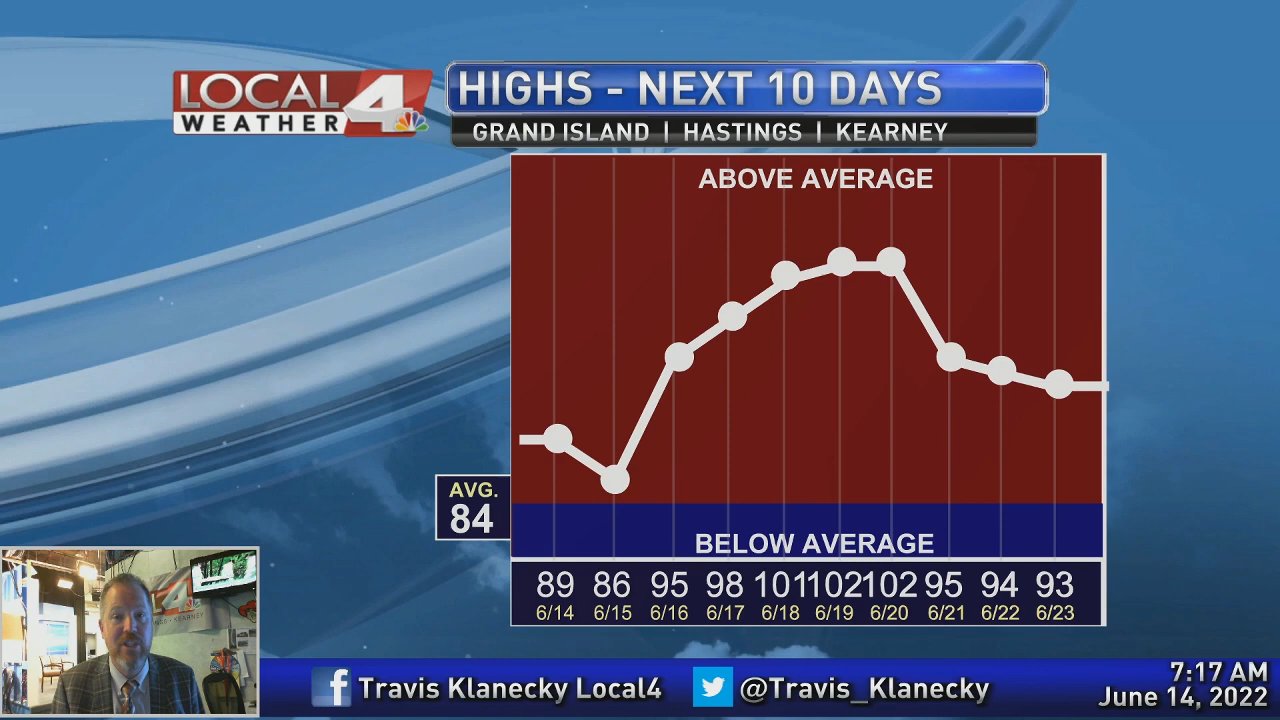 LOCAL 4
WEATHER
HIGHS - NEXT 10 DAYS
GRAND ISLAND | HASTINGS | KEARNEY
ABOVE AVERAGE
AVG.
84
BELOW AVERAGE
89 86 95 98 101 102 102 95 94 93
6/14 6/15 6/16 6/17 6/18 6/19 6/20 6/21 6/22 6/23
4
KEARNEY
f Travis Klanecky Local4
@Travis_Klanecky
7:17 AM
June 14, 2022